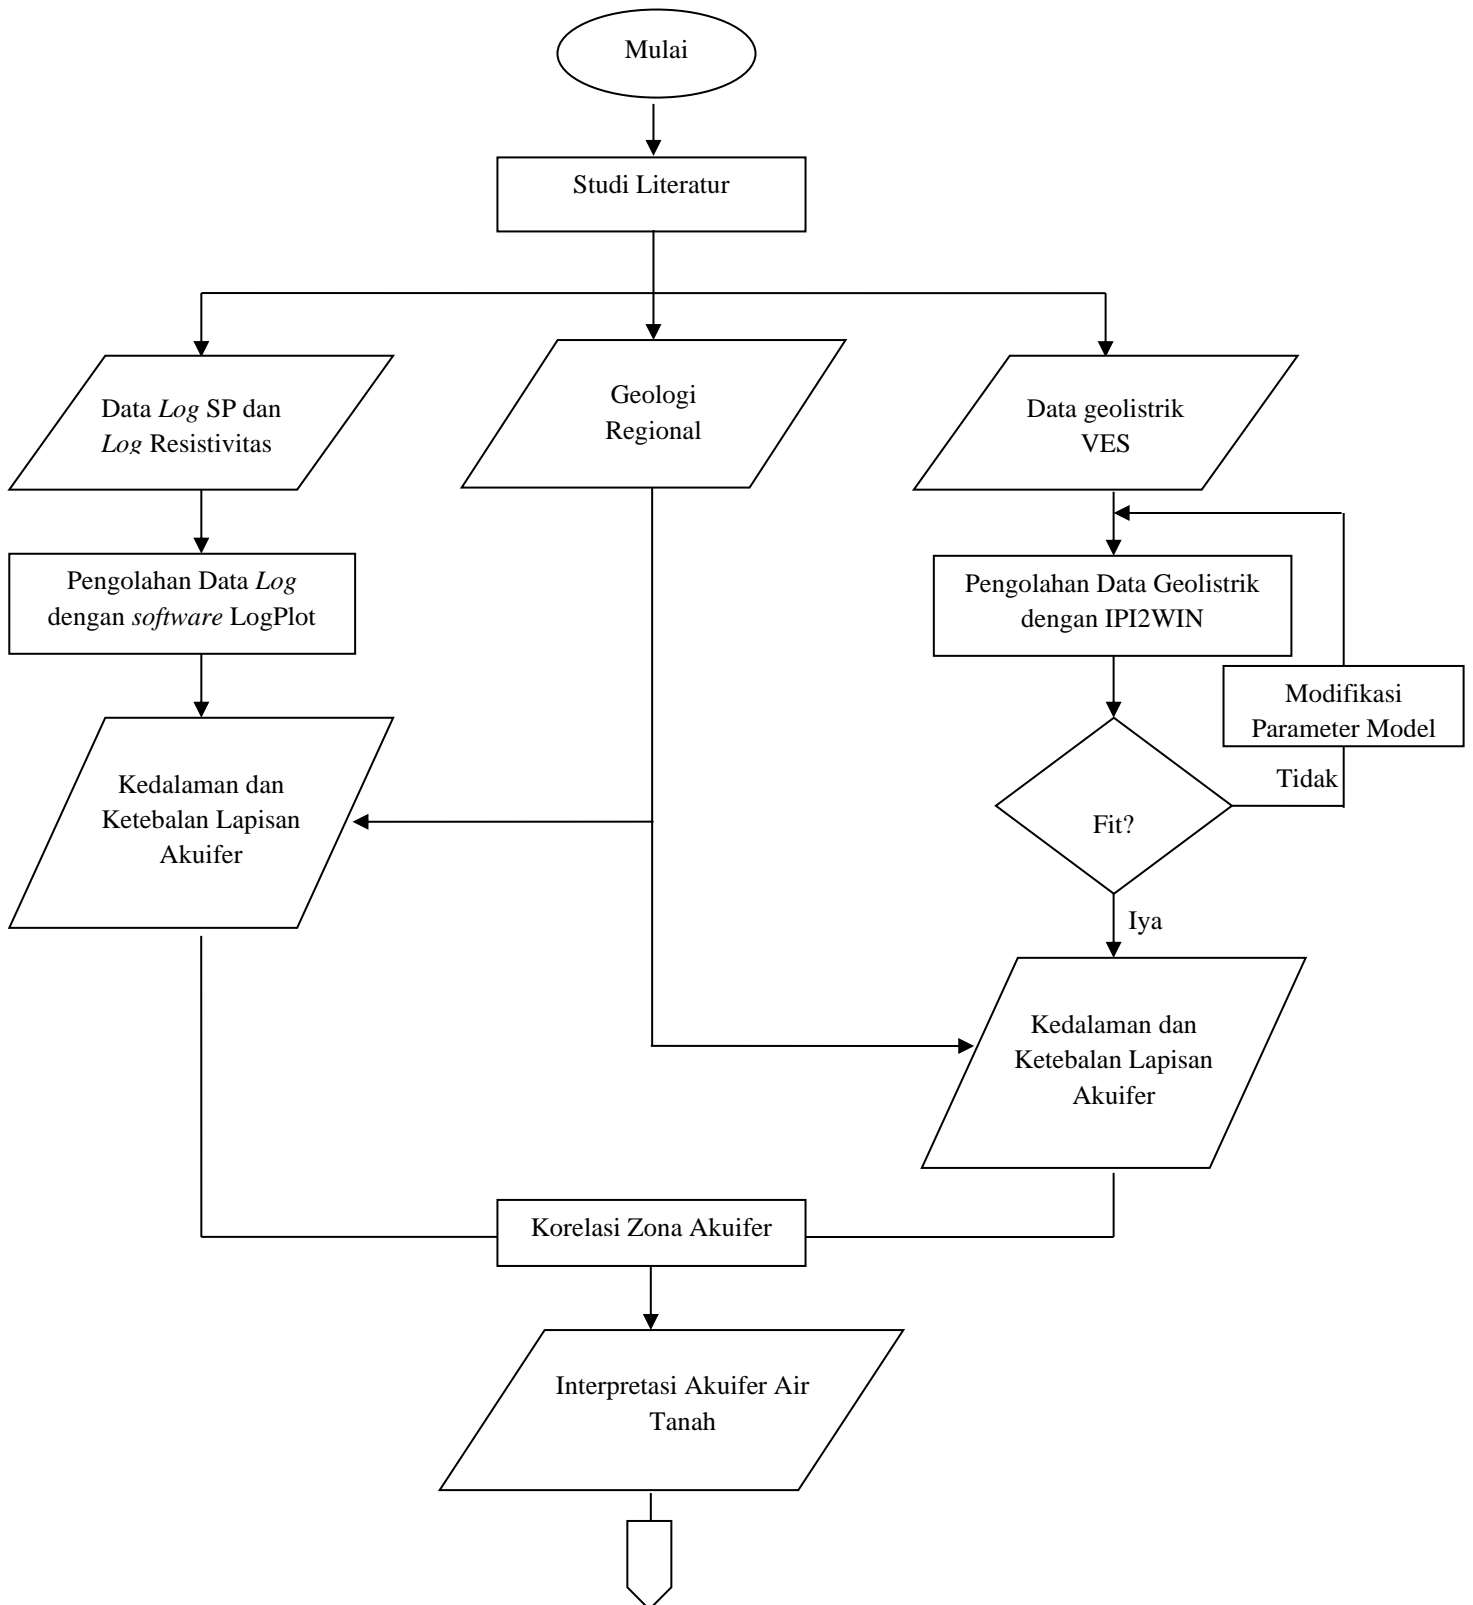 Mulai
Studi Literatur
Data Log SP dan
Log Resistivitas
Geologi
Regional
Data geolistrik
VES
Pengolahan Data Log
dengan software LogPlot
Pengolahan Data Geolistrik
dengan IPI2WIN
Modifikasi
Parameter Model
Tidak
Fit?
Iya
Kedalaman dan
Ketebalan Lapisan
Akuifer
Kedalaman dan
Ketebalan Lapisan
Akuifer
Korelasi Zona Akuifer
Interpretasi Akuifer Air
Tanah